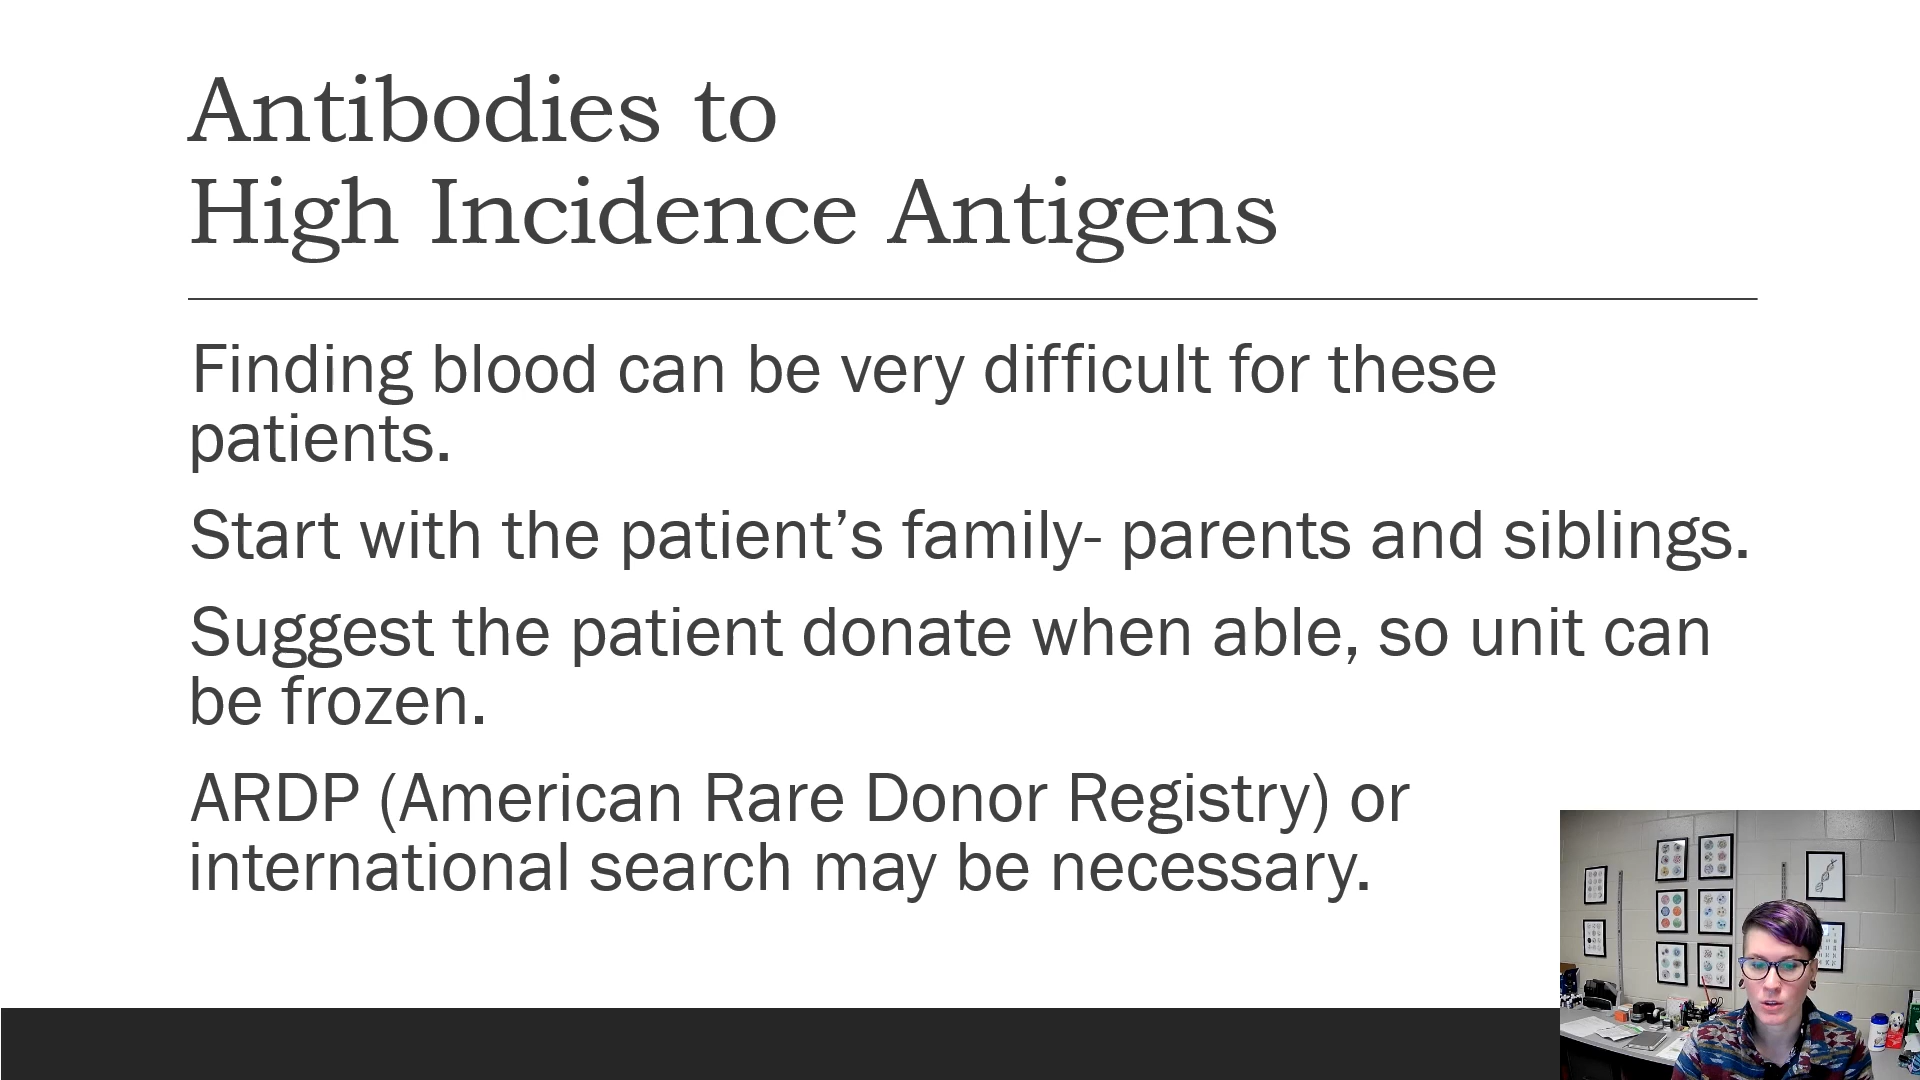 Antibodies to
High Incidence Antigens
Finding blood can be very difficult for these
patients.
Start with the patient’s family- parents and siblings.
Suggest the patient donate when able, so unit can
be frozen.
ARDP (American Rare Donor Registry) or
international search may be necessary.